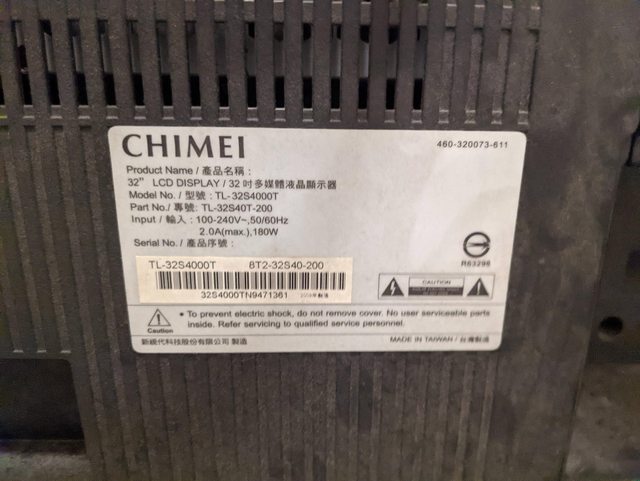 CHIMEI
460-320073-611
Product Name / 產品名稱：
32" LCD DISPLAY / 32 吋多媒體液晶顯示器
Model No. / 型號：TL-32S4000T
Part No./ 專號：TL-32S40T-200
Input / 輸入：100-240V~,50/60Hz
2.0A(max.),180W
Serial No. / 產品序號：
R63298
TL-32S4000T 8T2-32S40-200
32S4000TN9471361
CAUTION
Caution
• To prevent electric shock, do not remove cover. No user serviceable parts
inside. Refer servicing to qualified service personnel.
新視代科技股份有限公司 製造
MADE IN TAIWAN / 台灣製造